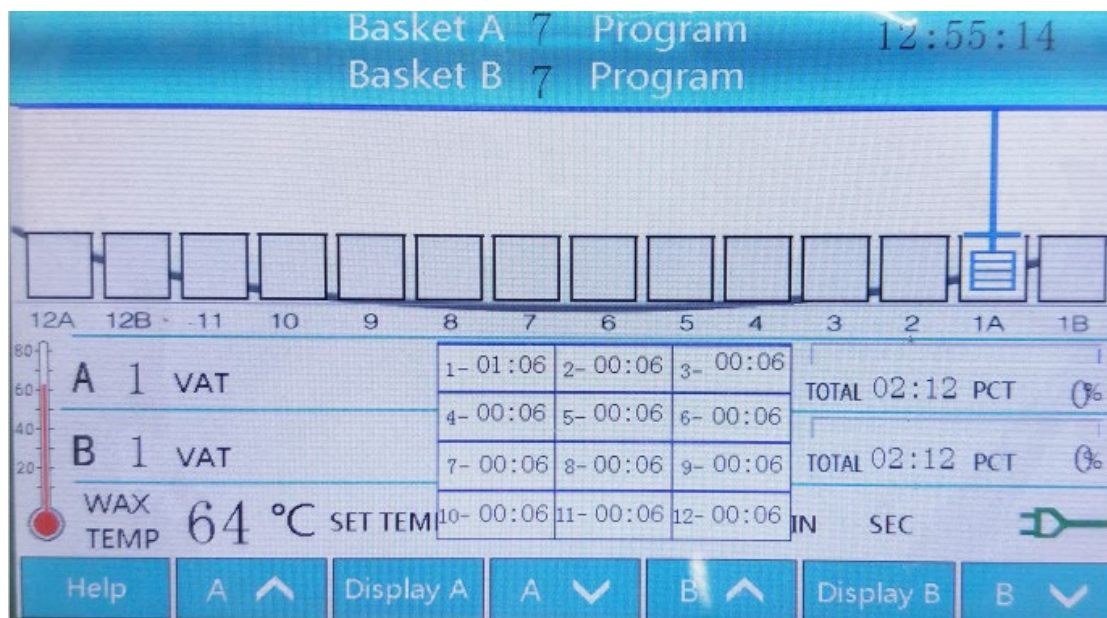 Basket A 7 Program 12:55:14
Basket B 7 Program
12A 12B 11 10 9 8 7 6 5 4 3 2 1A 1B
80
60
40
20
A 1 VAT
B 1 VAT
WAX TEMP 64 °C SET TEM
1- 01:06 2- 00:06 3- 00:06
4- 00:06 5- 00:06 6- 00:06
7- 00:06 8- 00:06 9- 00:06
10- 00:06 11- 00:06 12- 00:06
TOTAL 02:12 PCT 0%
TOTAL 02:12 PCT 0%
IN SEC
Help A Display A A B Display B B